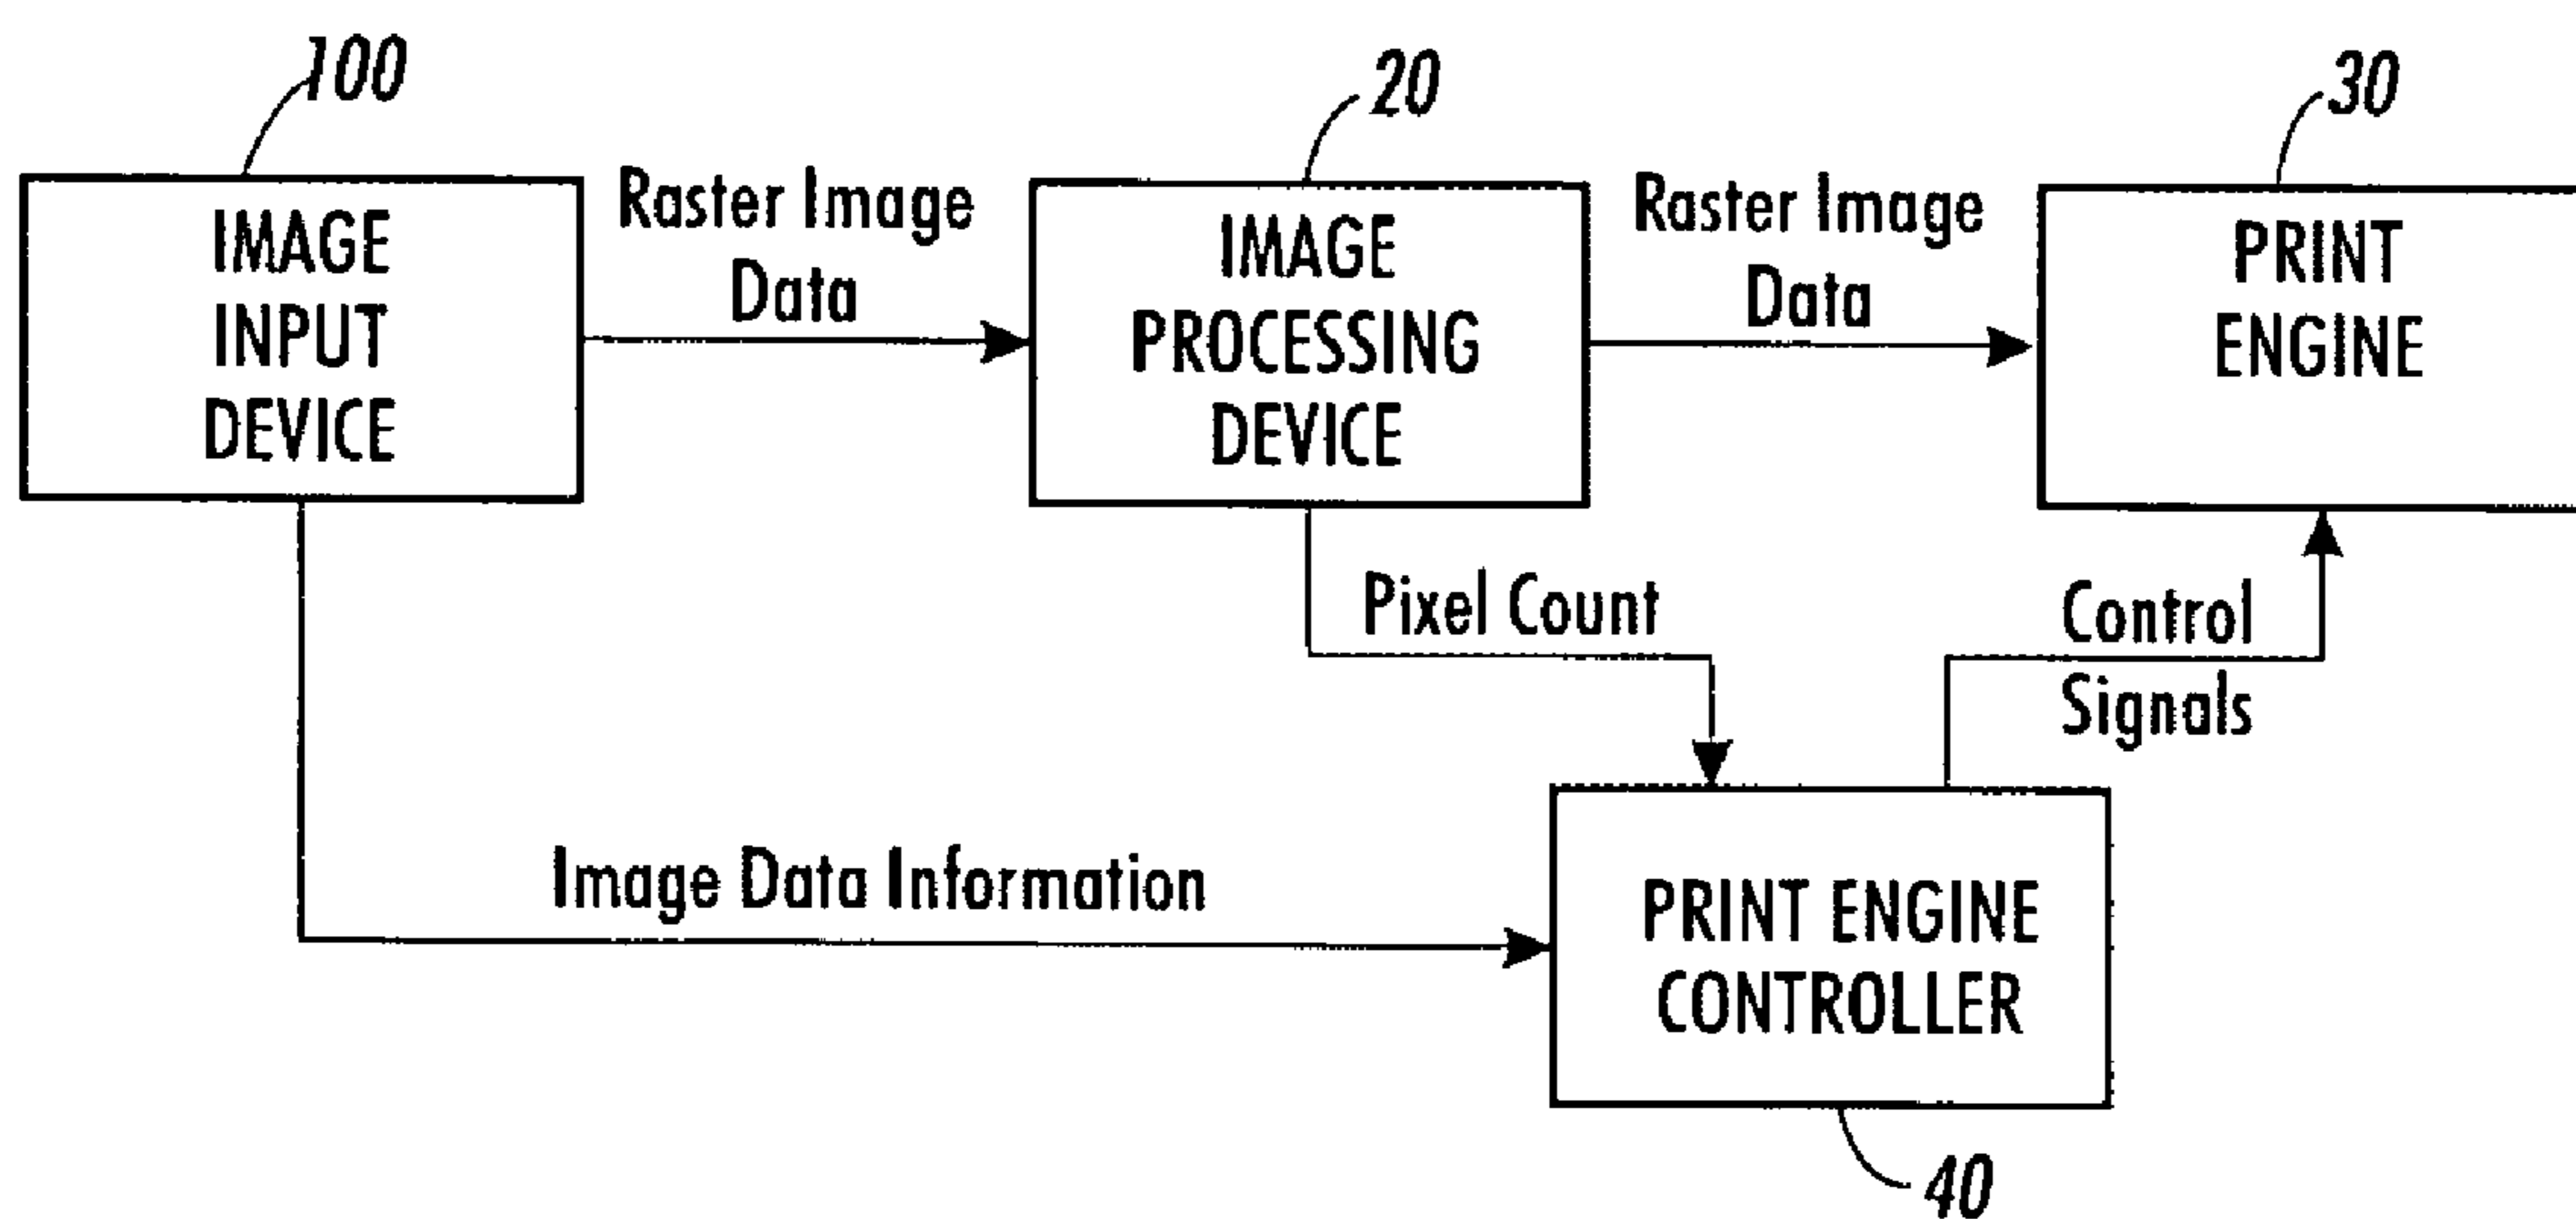 100
20
30
IMAGE
INPUT
DEVICE
Raster Image
Data
IMAGE
PROCESSING
DEVICE
Raster Image
Data
PRINT
ENGINE
Pixel Count
Control
Signals
Image Data Information
PRINT ENGINE
CONTROLLER
40